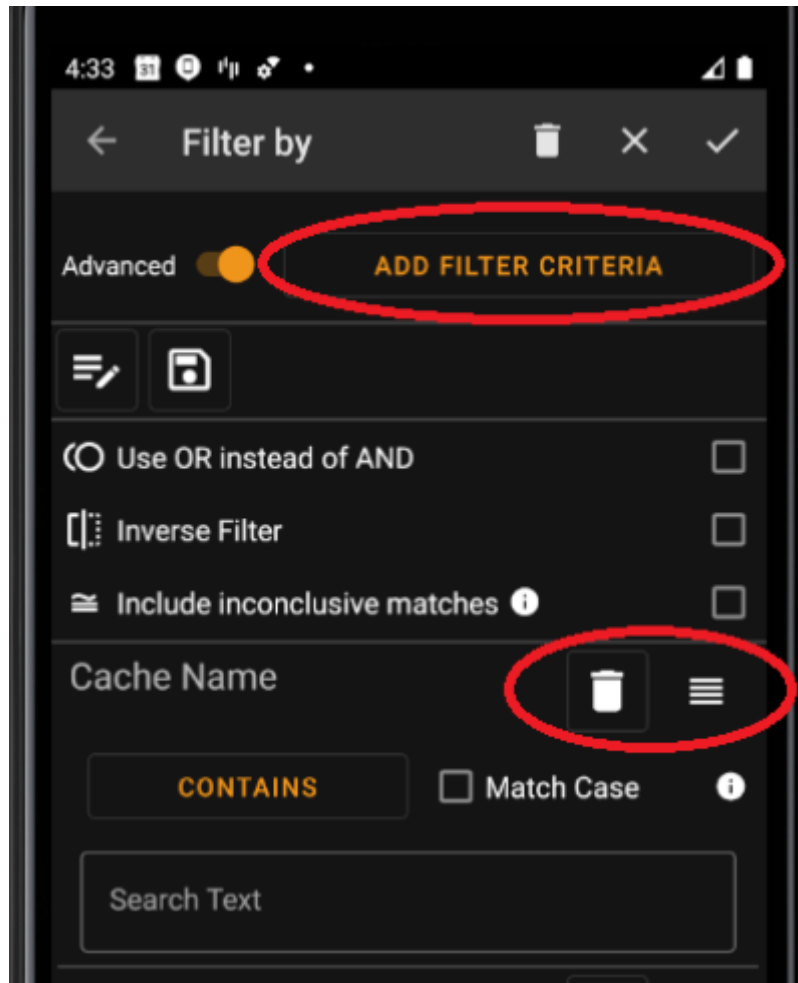 4:33 31
Filter by
Advanced ADD FILTER CRITERIA
Use OR instead of AND
Inverse Filter
Include inconclusive matches i
Cache Name
CONTAINS Match Case i
Search Text